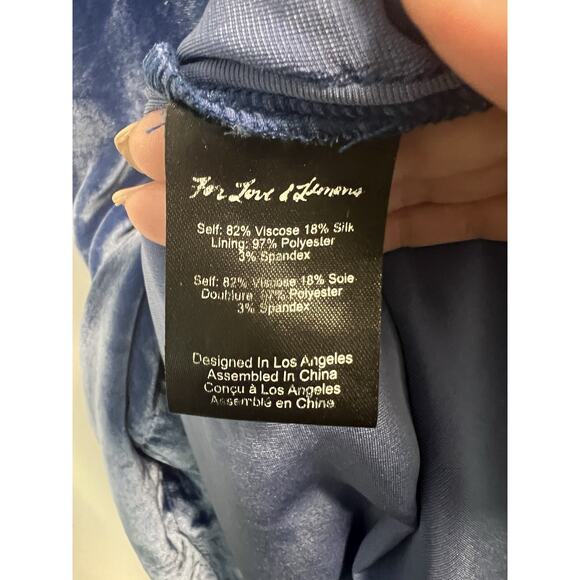 For Love & Lemons
Self: 82% Viscose 18% Silk
Lining: 97% Polyester
3% Spandex
Self: 82% Viscose 18% Soie
Doublure 97% Polyester
3% Spandex
Designed In Los Angeles
Assembled In China
Conçu à Los Angeles
Assemblé en China